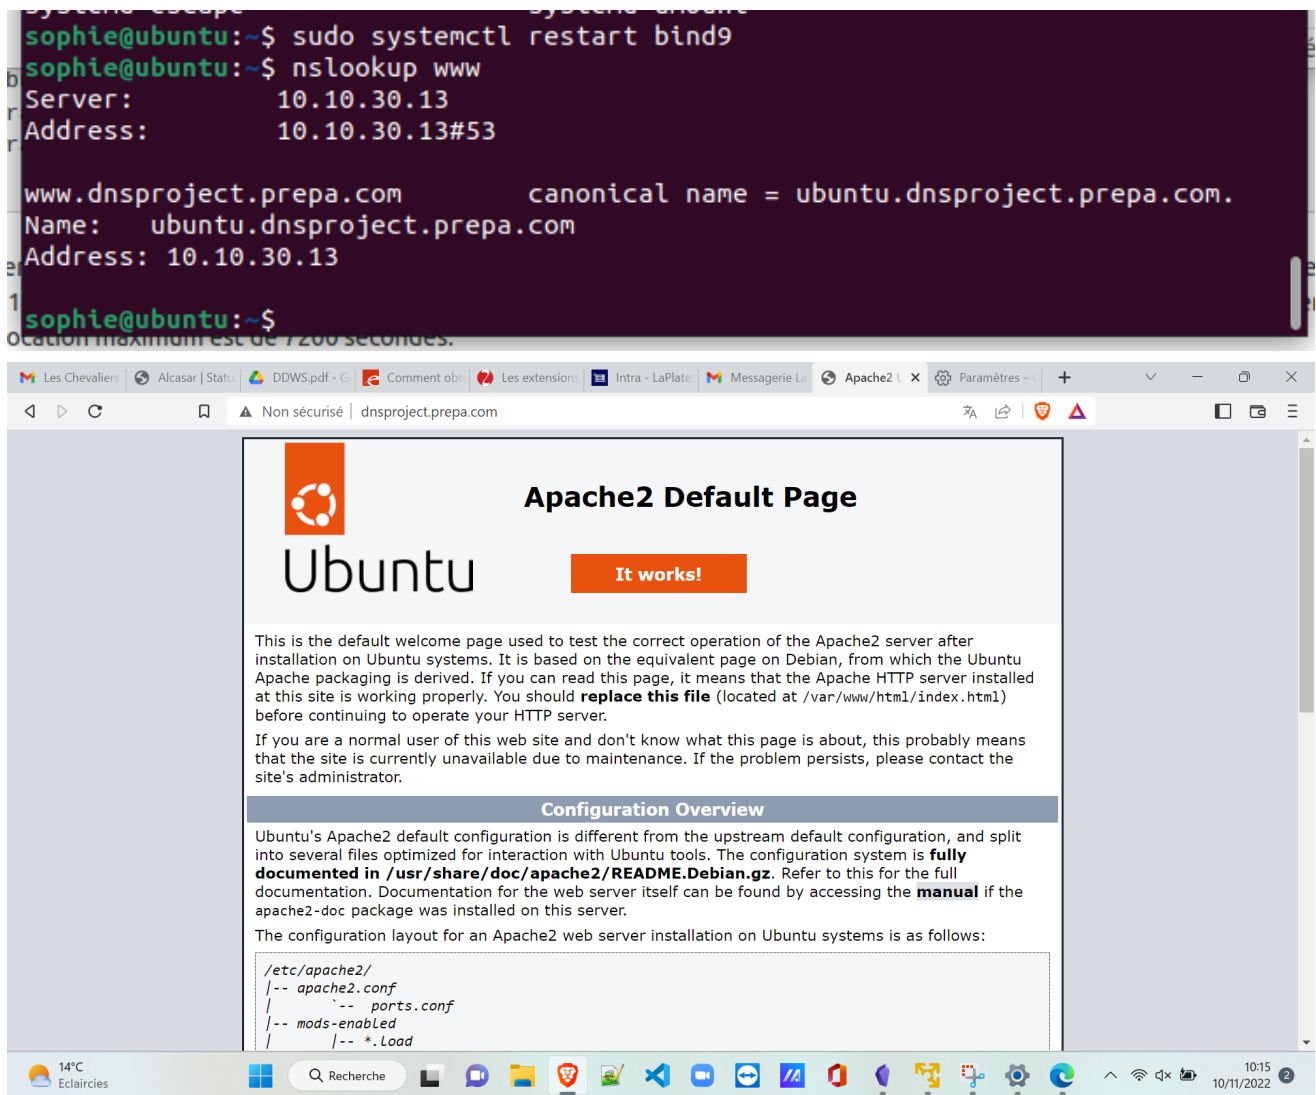 sophie@ubuntu:~$ sudo systemctl restart bind9
sophie@ubuntu:~$ nslookup www
Server: 10.10.30.13
Address: 10.10.30.13#53
www.dnsproject.prepa.com canonical name = ubuntu.dnsproject.prepa.com.
Name: ubuntu.dnsproject.prepa.com
Address: 10.10.30.13
sophie@ubuntu:~$
Les Chevaliers Alcasar | Statu DDWS.pdf - G Comment obt Les extension Intra - LaPlate Messagerie La Apache2 U Paramètres –
Non sécurisé dnsproject.prepa.com
Apache2 Default Page
Ubuntu
It works!
This is the default welcome page used to test the correct operation of the Apache2 server after
installation on Ubuntu systems. It is based on the equivalent page on Debian, from which the Ubuntu
Apache packaging is derived. If you can read this page, it means that the Apache HTTP server installed
at this site is working properly. You should replace this file (located at /var/www/html/index.html)
before continuing to operate your HTTP server.
If you are a normal user of this web site and don't know what this page is about, this probably means
that the site is currently unavailable due to maintenance. If the problem persists, please contact the
site's administrator.
Configuration Overview
Ubuntu's Apache2 default configuration is different from the upstream default configuration, and split
into several files optimized for interaction with Ubuntu tools. The configuration system is fully
documented in /usr/share/doc/apache2/README.Debian.gz. Refer to this for the full
documentation. Documentation for the web server itself can be found by accessing the manual if the
apache2-doc package was installed on this server.
The configuration layout for an Apache2 web server installation on Ubuntu systems is as follows:
/etc/apache2/
|-- apache2.conf
| `-- ports.conf
|-- mods-enabled
| |-- *.load
14°C
Eclaircies
Recherche
10:15
10/11/2022
2